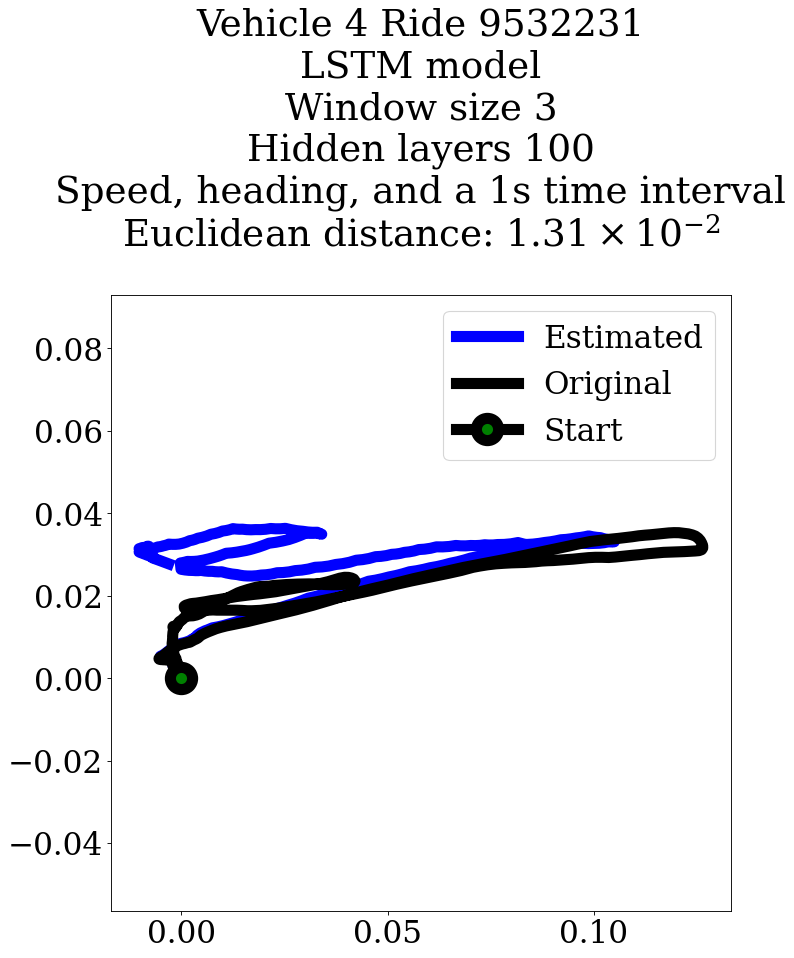 Vehicle 4 Ride 9532231
LSTM model
Window size 3
Hidden layers 100
Speed, heading, and a 1s time interval
Euclidean distance: 1.31 × 10⁻²
Estimated
Original
Start
0.08
0.06
0.04
0.02
0.00
−0.02
−0.04
0.00 0.05 0.10